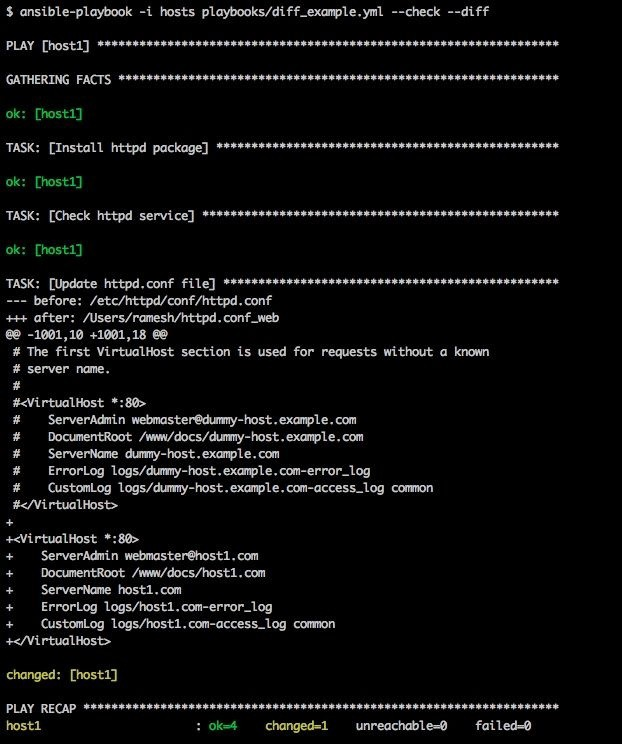 $ ansible-playbook -i hosts playbooks/diff_example.yml --check --diff
PLAY [host1] ******************************************************************
GATHERING FACTS ***************************************************************
ok: [host1]
TASK: [Install httpd package] *************************************************
ok: [host1]
TASK: [Check httpd service] ***************************************************
ok: [host1]
TASK: [Update httpd.conf file] ************************************************
--- before: /etc/httpd/conf/httpd.conf
+++ after: /Users/ramesh/httpd.conf_web
@@ -1001,10 +1001,18 @@
 # The first VirtualHost section is used for requests without a known
 # server name.
 #
 #<VirtualHost *:80>
 #    ServerAdmin webmaster@dummy-host.example.com
 #    DocumentRoot /www/docs/dummy-host.example.com
 #    ServerName dummy-host.example.com
 #    ErrorLog logs/dummy-host.example.com-error_log
 #    CustomLog logs/dummy-host.example.com-access_log common
 #</VirtualHost>
+
+<VirtualHost *:80>
+    ServerAdmin webmaster@host1.com
+    DocumentRoot /www/docs/host1.com
+    ServerName host1.com
+    ErrorLog logs/host1.com-error_log
+    CustomLog logs/host1.com-access_log common
+</VirtualHost>
changed: [host1]
PLAY RECAP ********************************************************************
host1                      : ok=4    changed=1    unreachable=0    failed=0